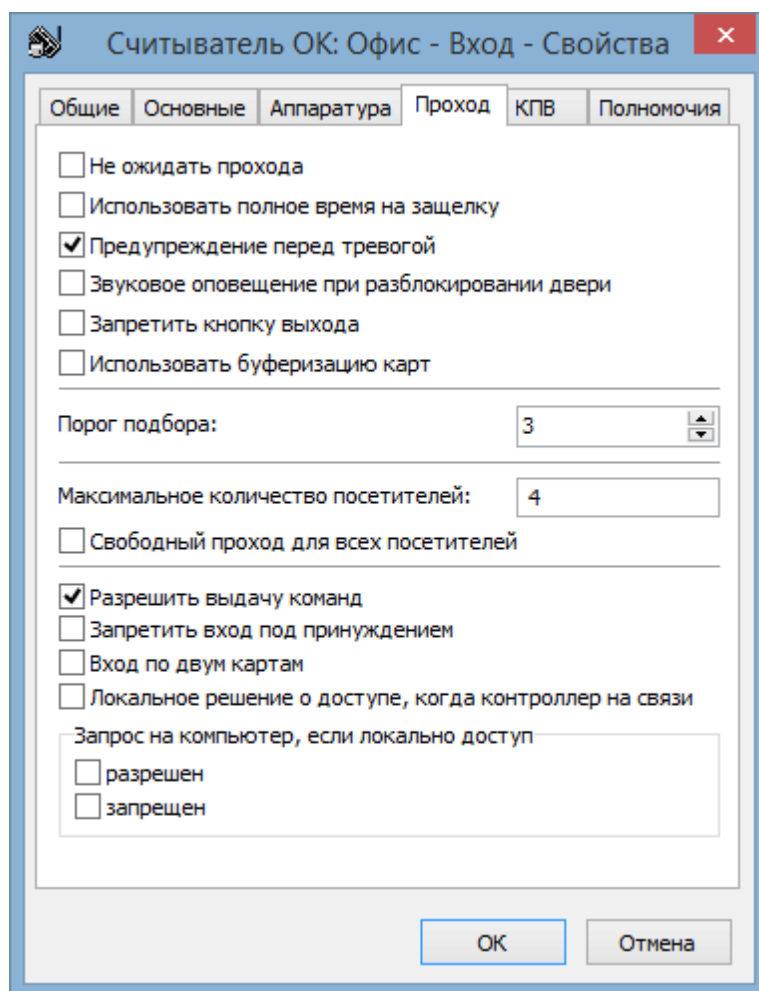 Считыватель ОК: Офис - Вход - Свойства
Общие Основные Аппаратура Проход КПВ Полномочия
Не ожидать прохода
Использовать полное время на защелку
Предупреждение перед тревогой
Звуковое оповещение при разблокировании двери
Запретить кнопку выхода
Использовать буферизацию карт
Порог подбора: 3
Максимальное количество посетителей: 4
Свободный проход для всех посетителей
Разрешить выдачу команд
Запретить вход под принуждением
Вход по двум картам
Локальное решение о доступе, когда контроллер на связи
Запрос на компьютер, если локально доступ
разрешен
запрещен
ОК Отмена